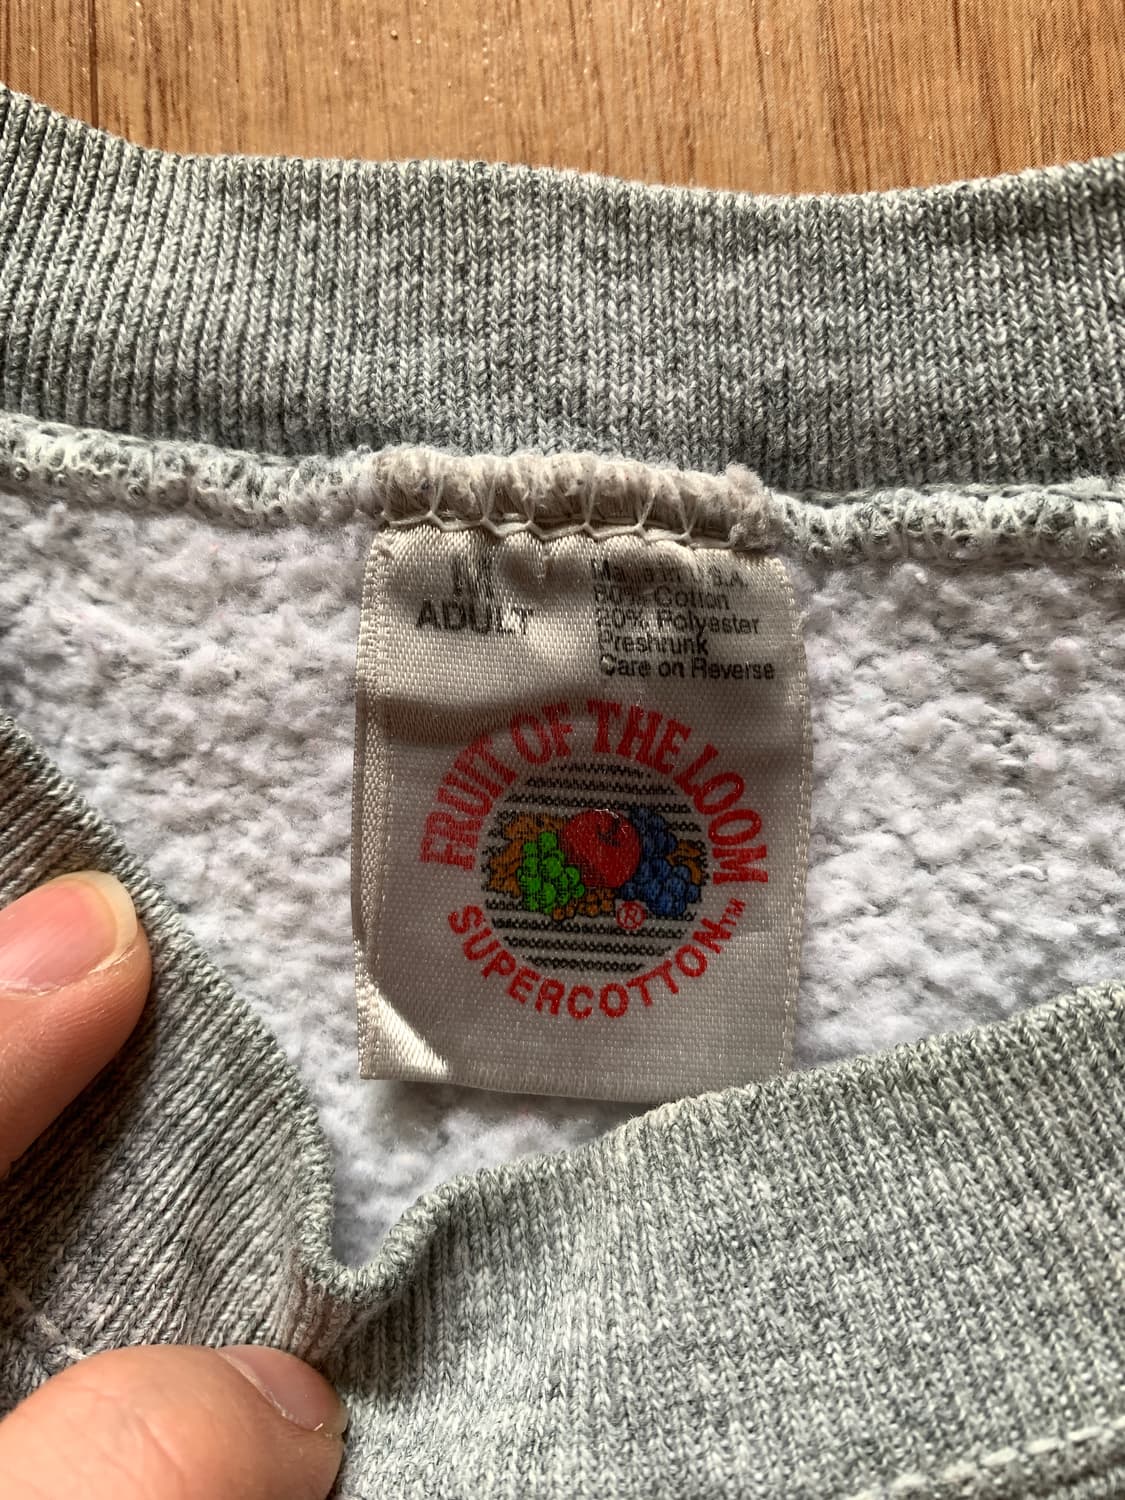 M
ADULT
Made in U.S.A.
80% Cotton
20% Polyester
Preshrunk
Care on Reverse
FRUIT OF THE LOOM
®
SUPERCOTTON™